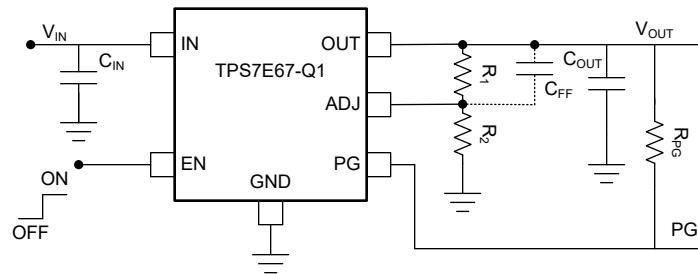 VIN
CIN
IN
OUT
VOUT
TPS7E67-Q1
R1
CFF
COUT
ADJ
R2
RPG
EN
PG
ON
OFF
GND
PG